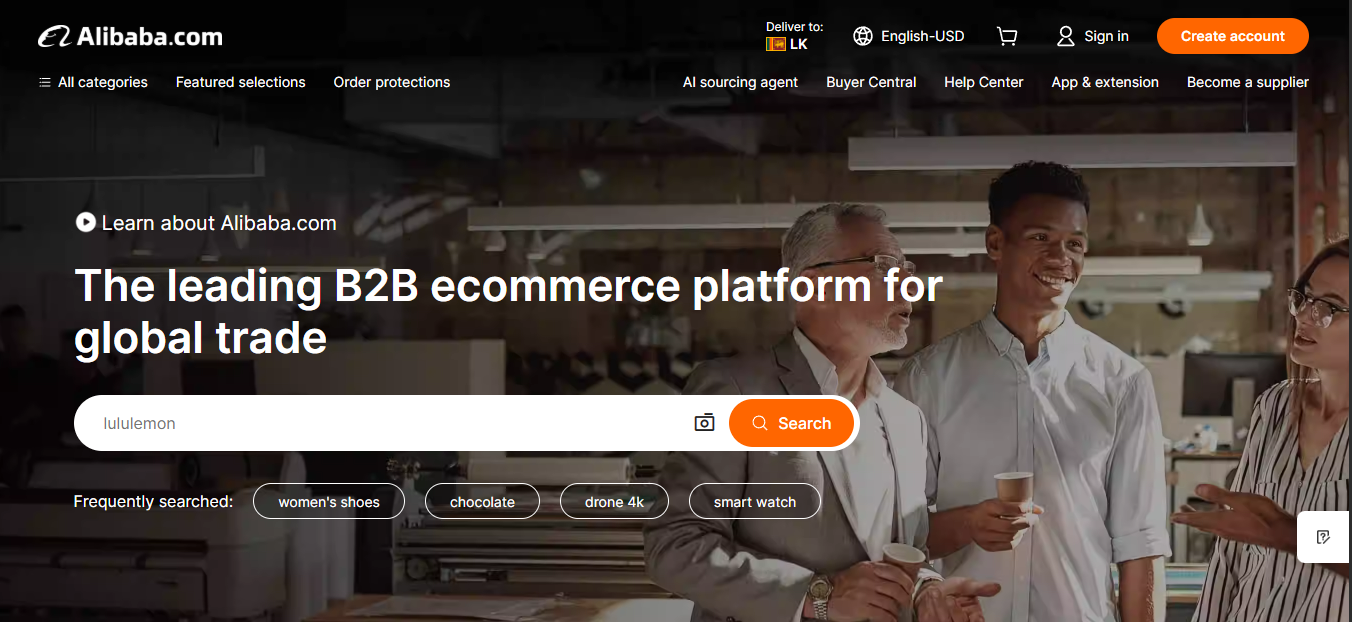 Alibaba.com
Deliver to:
LK
English-USD
Sign in
Create account
All categories
Featured selections
Order protections
AI sourcing agent
Buyer Central
Help Center
App & extension
Become a supplier
Learn about Alibaba.com
The leading B2B ecommerce platform for
global trade
lululemon
Search
Frequently searched:
women's shoes
chocolate
drone 4k
smart watch